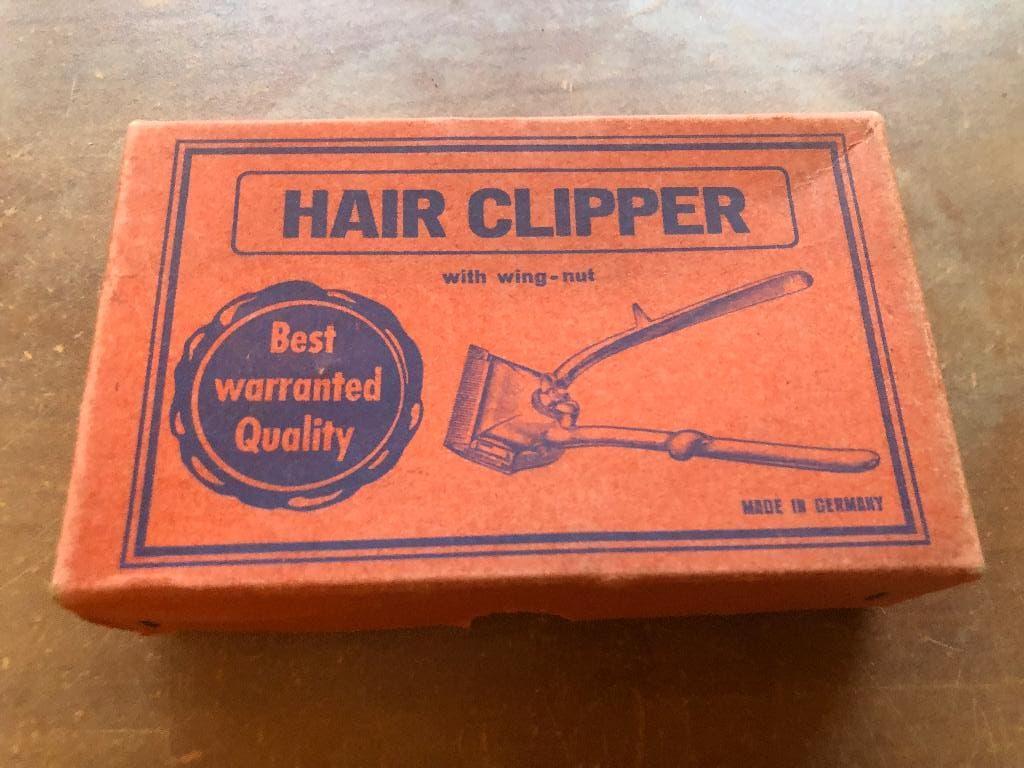 HAIR CLIPPER
with wing-nut
Best
warranted
Quality
MADE IN GERMANY